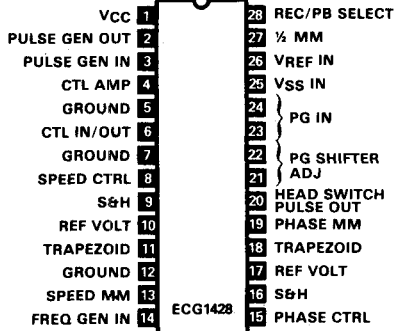 VCC 1
PULSE GEN OUT 2
PULSE GEN IN 3
CTL AMP 4
GROUND 5
CTL IN/OUT 6
GROUND 7
SPEED CTRL 8
S&H 9
REF VOLT 10
TRAPEZOID 11
GROUND 12
SPEED MM 13
FREQ GEN IN 14
ECG1428
28 REC/PB SELECT
27 ½ MM
26 VREF IN
25 VSS IN
24
PG IN
23
22
PG SHIFTER
21 ADJ
20 HEAD SWITCH
PULSE OUT
19 PHASE MM
18 TRAPEZOID
17 REF VOLT
16 S&H
15 PHASE CTRL